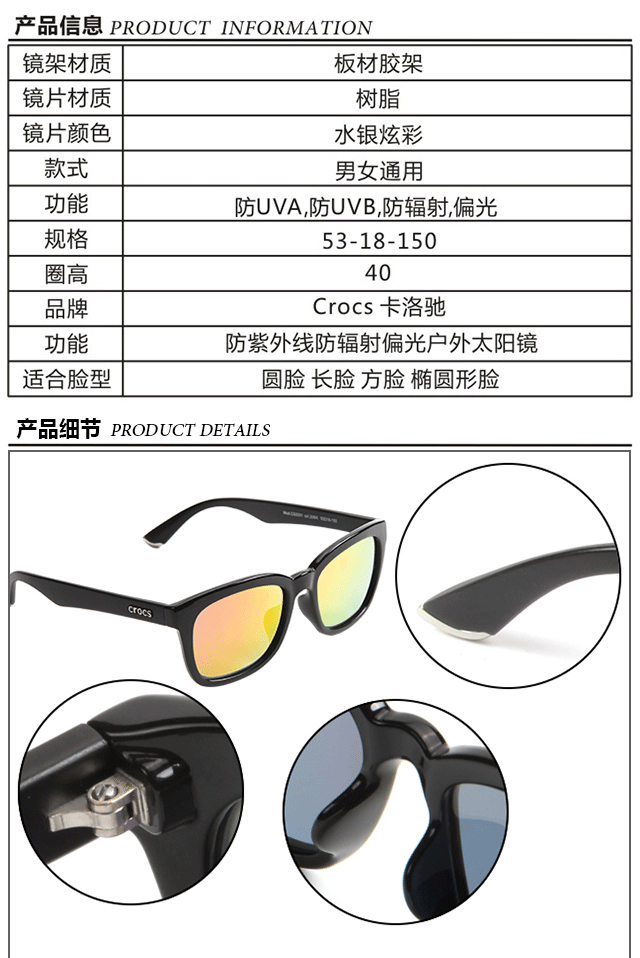 产品信息 PRODUCT INFORMATION
镜架材质 板材胶架
镜片材质 树脂
镜片颜色 水银炫彩
款式 男女通用
功能 防UVA,防UVB,防辐射,偏光
规格 53-18-150
圈高 40
品牌 Crocs 卡洛驰
功能 防紫外线防辐射偏光户外太阳镜
适合脸型 圆脸 长脸 方脸 椭圆形脸
产品细节 PRODUCT DETAILS
crocs